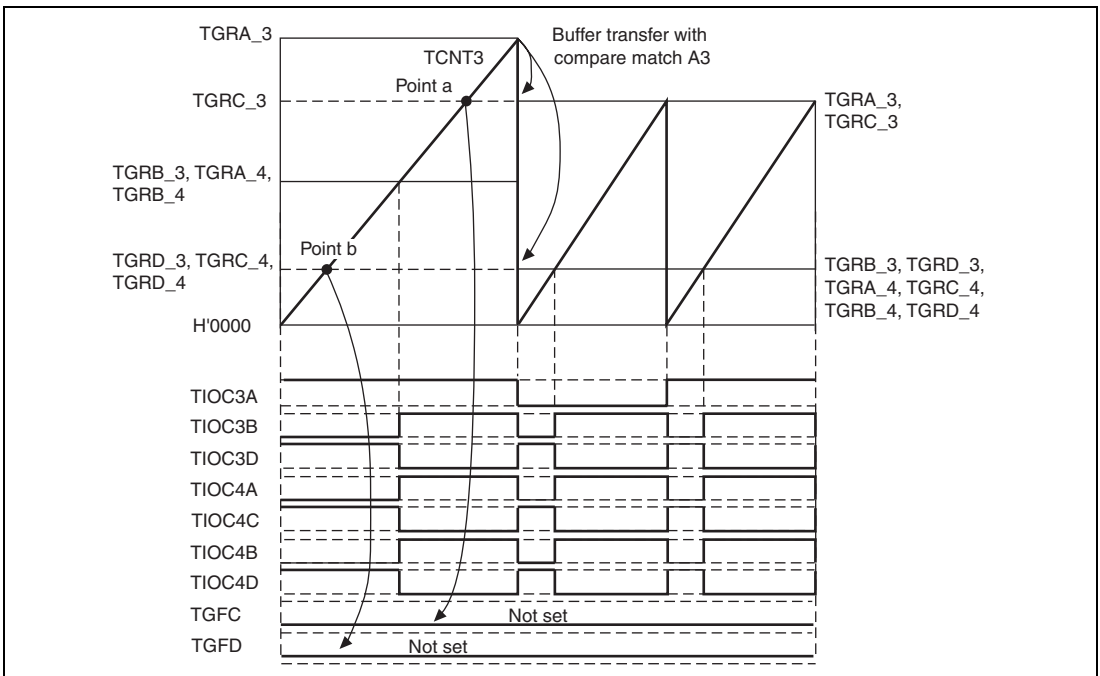 TGRA_3
TCNT3
Buffer transfer with
compare match A3
Point a
TGRC_3
TGRA_3,
TGRC_3
TGRB_3, TGRA_4,
TGRB_4
Point b
TGRD_3, TGRC_4,
TGRD_4
TGRB_3, TGRD_3,
TGRA_4, TGRC_4,
TGRB_4, TGRD_4
H'0000
TIOC3A
TIOC3B
TIOC3D
TIOC4A
TIOC4C
TIOC4B
TIOC4D
TGFC
Not set
TGFD
Not set